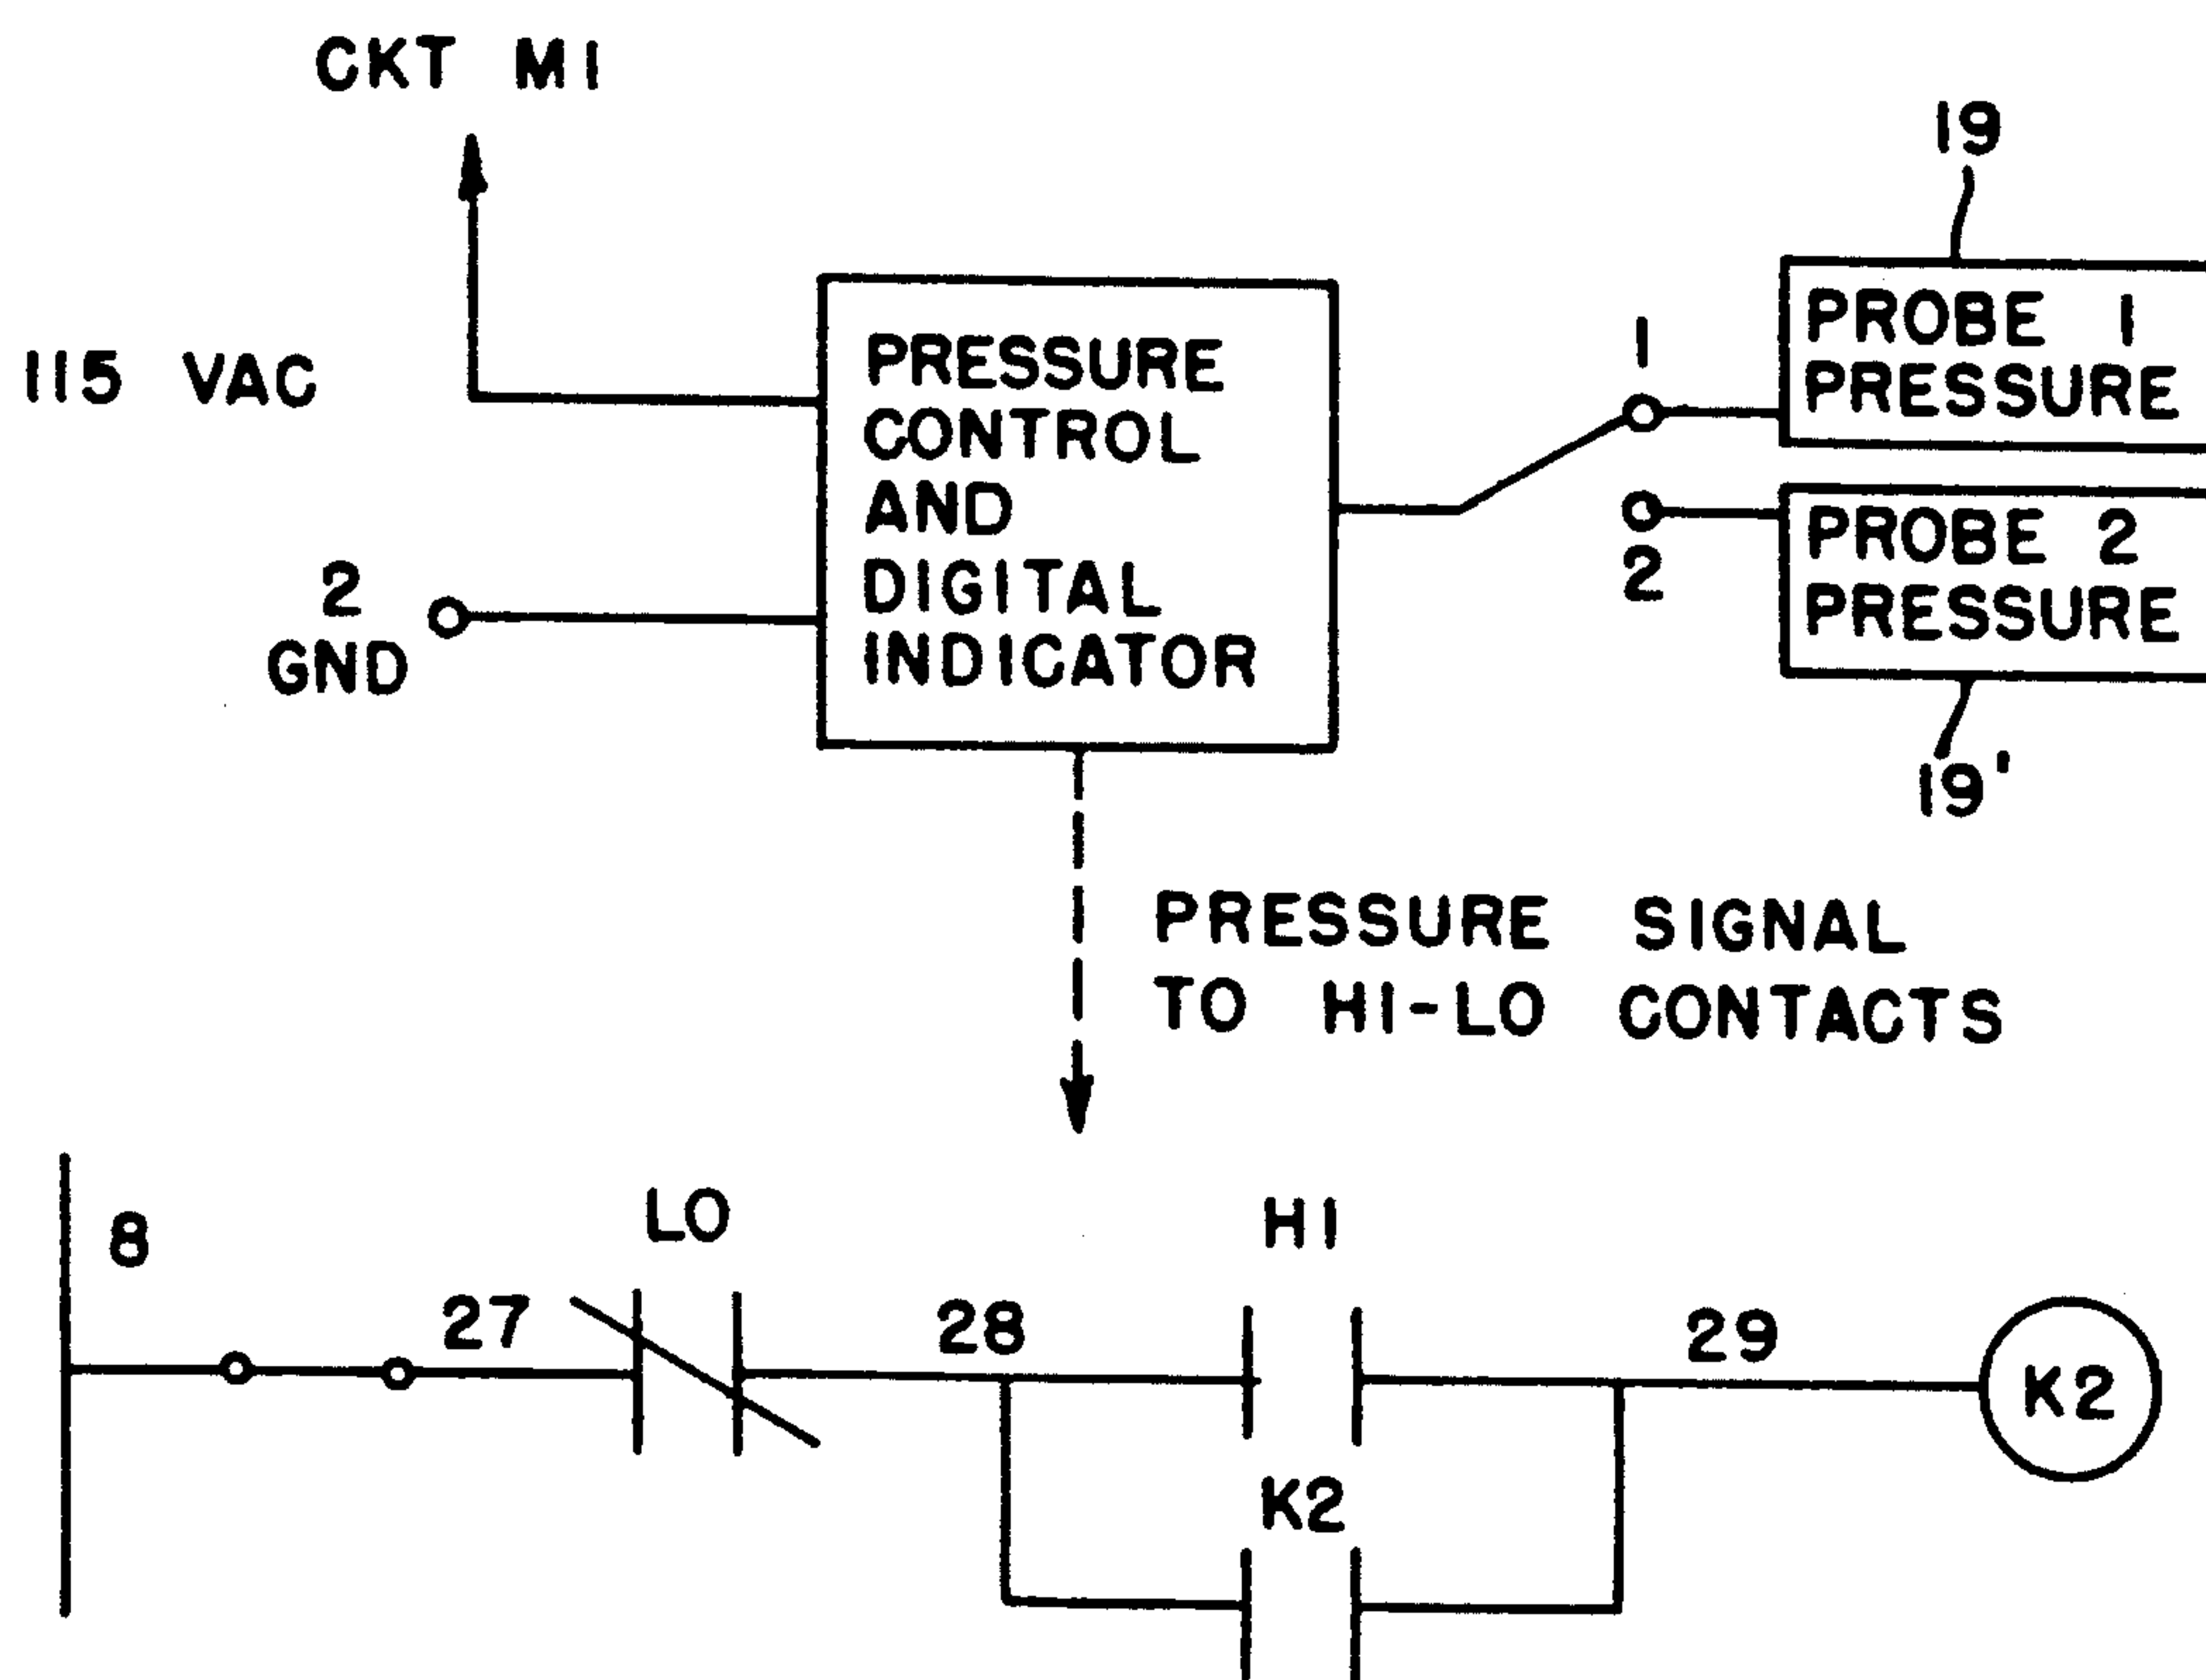 CKT M1
19
115 VAC
PRESSURE
CONTROL
AND
DIGITAL
INDICATOR
1
PROBE 1
PRESSURE
2
GND
2
PROBE 2
PRESSURE
19'
PRESSURE SIGNAL
TO HI-LO CONTACTS
8
LO
HI
27
28
29
K2
K2